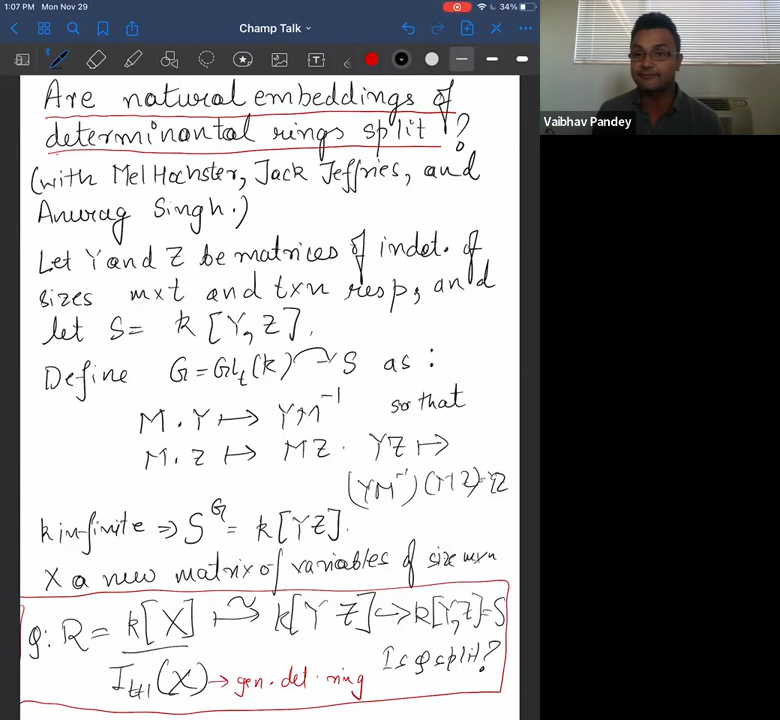 1:07 PM Mon Nov 29
34%
Champ Talk
Vaibhav Pandey
Are natural embeddings of
determinantal rings split?
(with Mel Hochster, Jack Jeffries, and
Anurag Singh.)
Let Y and Z be matrices of indet. of
sizes m×t and t×n resp, and
let S = k[Y, Z].
Define G = GL_t(k) ↷ S as :
M.Y ↦ YM⁻¹ so that
M.Z ↦ MZ. YZ ↦
(YM⁻¹)(MZ)=YZ
k infinite ⇒ S^G = k[YZ].
X a new matrix of variables of size m×n
φ: R = k[X] / I_{t+1}(X) ≃ k[YZ] ↪ k[Y,Z]=S
→ gen. det. ring
Is φ split?